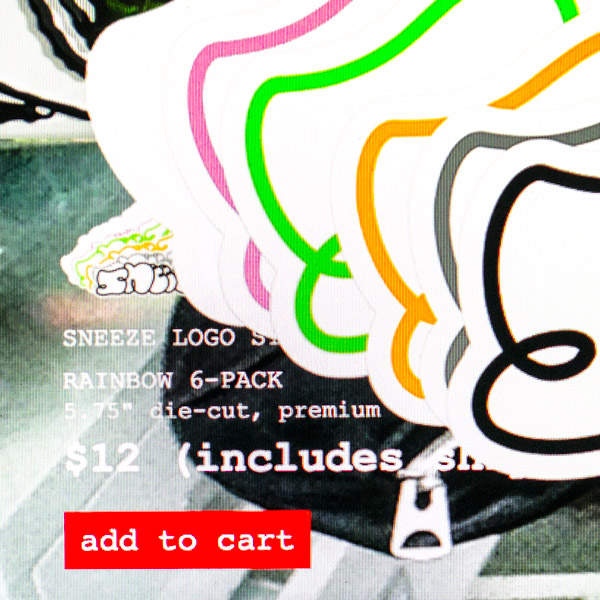 SNEEZE LOGO
RAINBOW 6-PACK
5.75" die-cut, premium
$12 (includes
add to cart